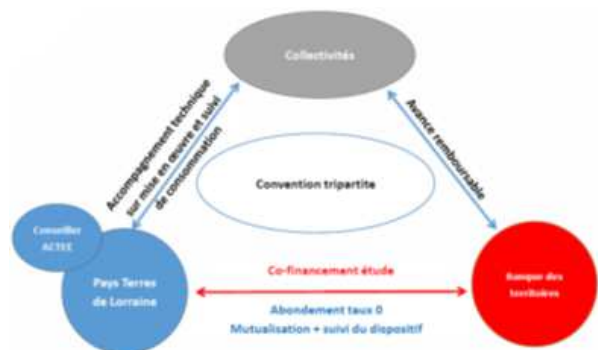 Collectivités
Accompagnement technique
sur mise en œuvre et suivi
de consommation
Avance remboursable
Convention tripartite
Conseiller
ACTEE
Pays Terres
de Lorraine
Co-financement étude
Abondement taux 0
Mutualisation + suivi du dispositif
Banque des
territoires